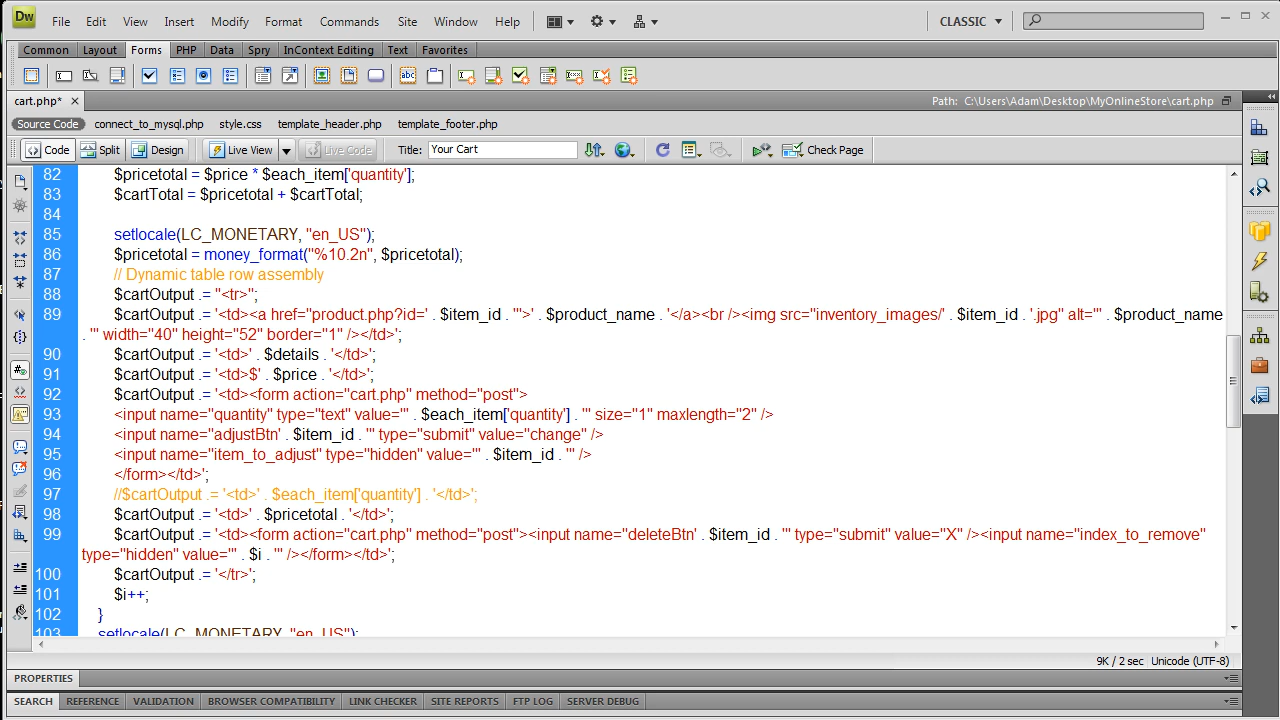 Dw File Edit View Insert Modify Format Commands Site Window Help CLASSIC
Common Layout Forms PHP Data Spry InContext Editing Text Favorites
abc
cart.php* Path: C:\Users\Adam\Desktop\MyOnlineStore\cart.php
Source Code connect_to_mysql.php style.css template_header.php template_footer.php
Code Split Design Live View Live Code Title: Your Cart Check Page
82 $pricetotal = $price * $each_item['quantity'];
83 $cartTotal = $pricetotal + $cartTotal;
84
85 setlocale(LC_MONETARY, "en_US");
86 $pricetotal = money_format("%10.2n", $pricetotal);
87 // Dynamic table row assembly
88 $cartOutput .= "<tr>";
89 $cartOutput .= '<td><a href="product.php?id=' . $item_id . '">' . $product_name . '</a><br /><img src="inventory_images/' . $item_id . '.jpg" alt="' . $product_name
. '" width="40" height="52" border="1" /></td>';
90 $cartOutput .= '<td>' . $details . '</td>';
91 $cartOutput .= '<td>$' . $price . '</td>';
92 $cartOutput .= '<td><form action="cart.php" method="post">
93 <input name="quantity" type="text" value="' . $each_item['quantity'] . '" size="1" maxlength="2" />
94 <input name="adjustBtn' . $item_id . '" type="submit" value="change" />
95 <input name="item_to_adjust" type="hidden" value="' . $item_id . '" />
96 </form></td>';
97 //$cartOutput .= '<td>' . $each_item['quantity'] . '</td>';
98 $cartOutput .= '<td>' . $pricetotal . '</td>';
99 $cartOutput .= '<td><form action="cart.php" method="post"><input name="deleteBtn' . $item_id . '" type="submit" value="X" /><input name="index_to_remove"
type="hidden" value="' . $i . '" /></form></td>';
100 $cartOutput .= '</tr>';
101 $i++;
102 }
103 setlocale(LC_MONETARY, "en_US");
9K / 2 sec Unicode (UTF-8)
PROPERTIES
SEARCH REFERENCE VALIDATION BROWSER COMPATIBILITY LINK CHECKER SITE REPORTS FTP LOG SERVER DEBUG